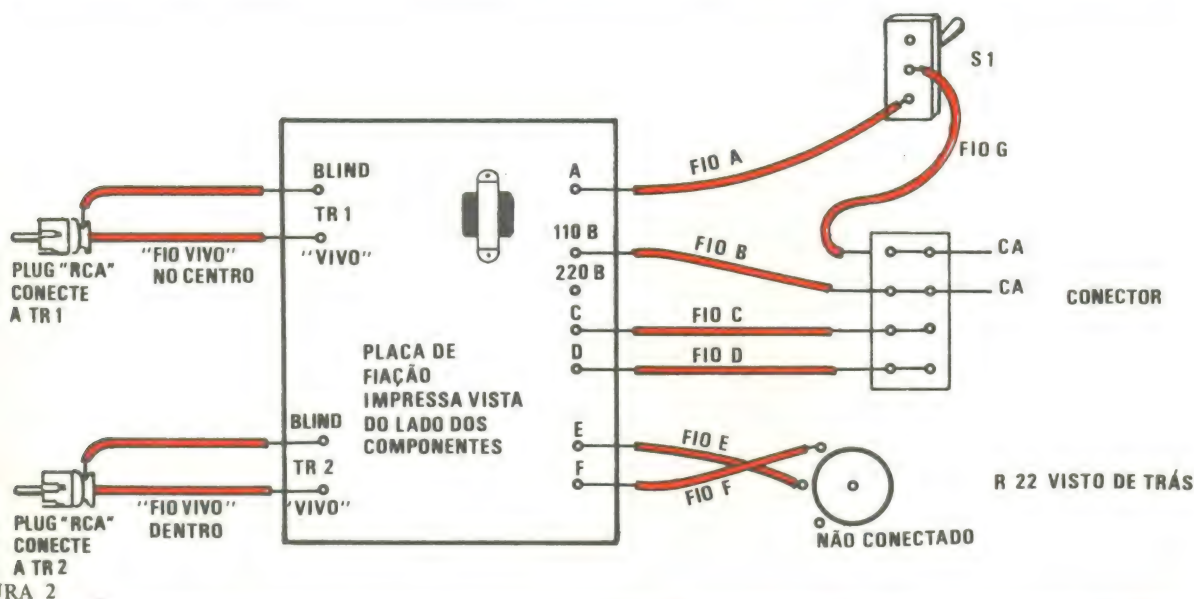 S 1
FIO A
FIO G
BLIND
TR 1
"VIVO"
"FIO VIVO"
NO CENTRO
PLUG "RCA"
CONECTE
A TR 1
A
110 B
220 B
C
D
E
F
FIO B
FIO C
FIO D
FIO E
FIO F
CA
CA
CONECTOR
PLACA DE
FIAÇÃO
IMPRESSA VISTA
DO LADO DOS
COMPONENTES
BLIND
TR 2
"VIVO"
"FIO VIVO"
DENTRO
PLUG "RCA"
CONECTE
A TR 2
R 22 VISTO DE TRÁS
NÃO CONECTADO
URA 2